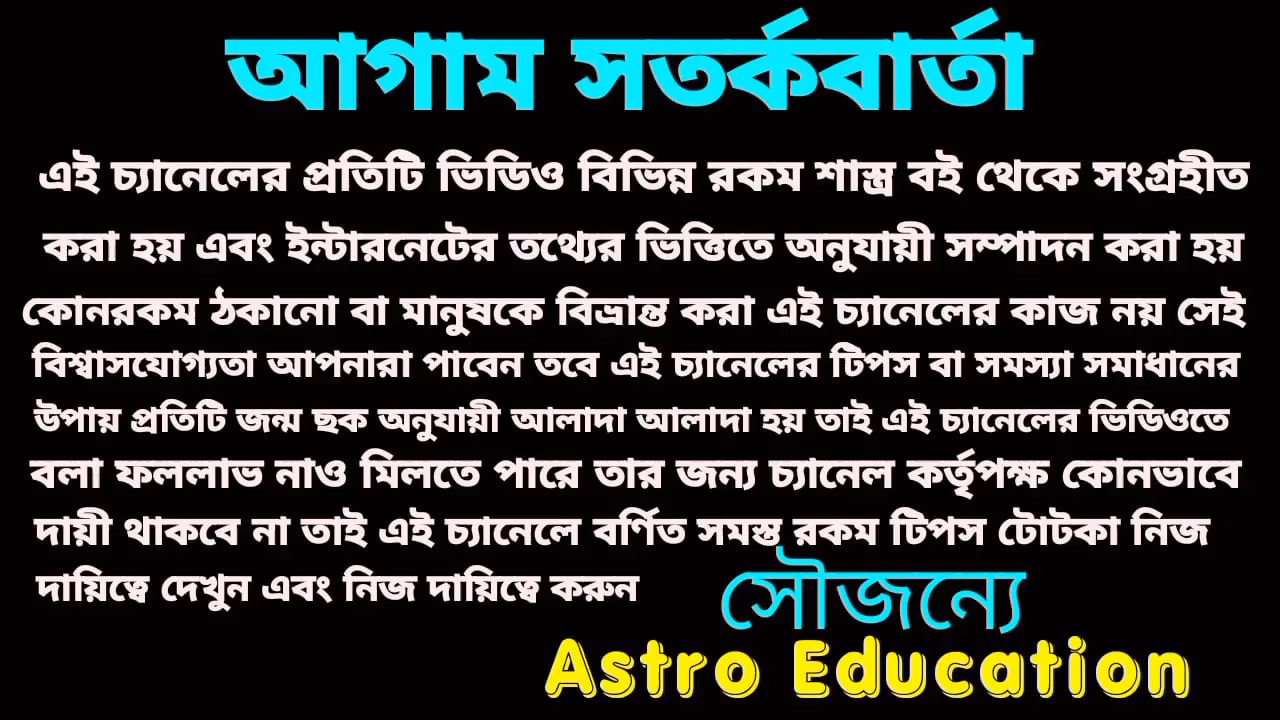 আগাম সতর্কবার্তা
এই চ্যানেলের প্রতিটি ভিডিও বিভিন্ন রকম শাস্ত্র বই থেকে সংগ্রহীত
করা হয় এবং ইন্টারনেটের তথ্যের ভিত্তিতে অনুযায়ী সম্পাদন করা হয়
কোনরকম ঠকানো বা মানুষকে বিভ্রান্ত করা এই চ্যানেলের কাজ নয় সেই
বিশ্বাসযোগ্যতা আপনারা পাবেন তবে এই চ্যানেলের টিপস বা সমস্যা সমাধানের
উপায় প্রতিটি জন্ম ছক অনুযায়ী আলাদা আলাদা হয় তাই এই চ্যানেলের ভিডিওতে
বলা ফললাভ নাও মিলতে পারে তার জন্য চ্যানেল কর্তৃপক্ষ কোনভাবে
দায়ী থাকবে না তাই এই চ্যানেলে বর্ণিত সমস্ত রকম টিপস টোটকা নিজ
দায়িত্বে দেখুন এবং নিজ দায়িত্বে করুন
সৌজন্যে
Astro Education